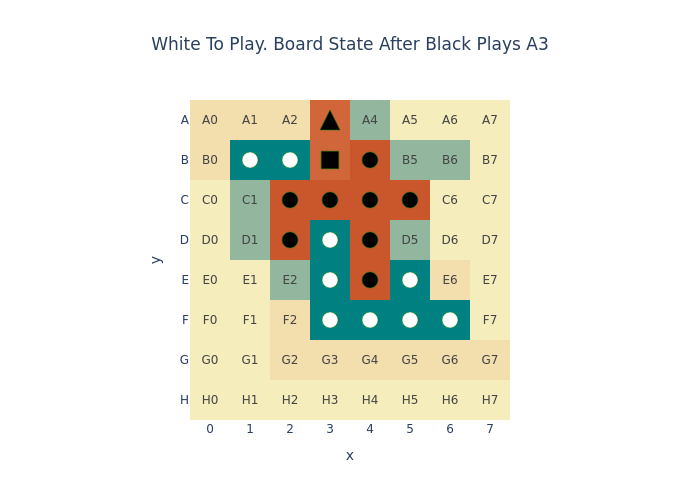 White To Play. Board State After Black Plays A3
A A0 A1 A2 A4 A5 A6 A7
B B0 B5 B6 B7
C C0 C1 C6 C7
D D0 D1 D5 D6 D7
E E0 E1 E2 E6 E7
F F0 F1 F2 F7
G G0 G1 G2 G3 G4 G5 G6 G7
H H0 H1 H2 H3 H4 H5 H6 H7
0 1 2 3 4 5 6 7
x
y